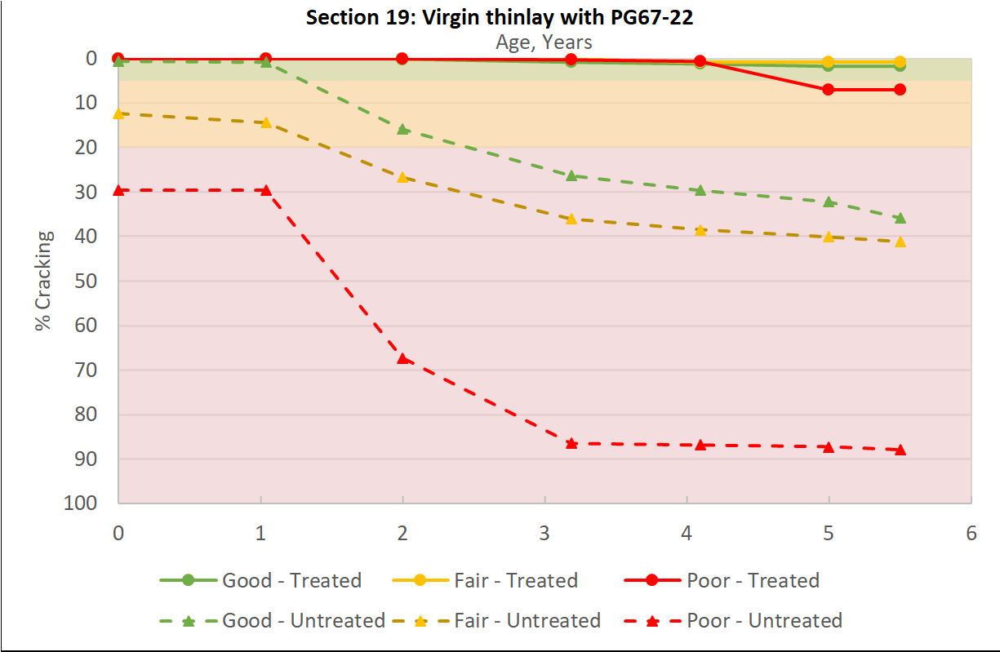 Section 19: Virgin thinlay with PG67-22
Age, Years
0
10
20
30
40
50
60
70
80
90
100
% Cracking
0 1 2 3 4 5 6
Good - Treated Fair - Treated Poor - Treated
Good - Untreated Fair - Untreated Poor - Untreated